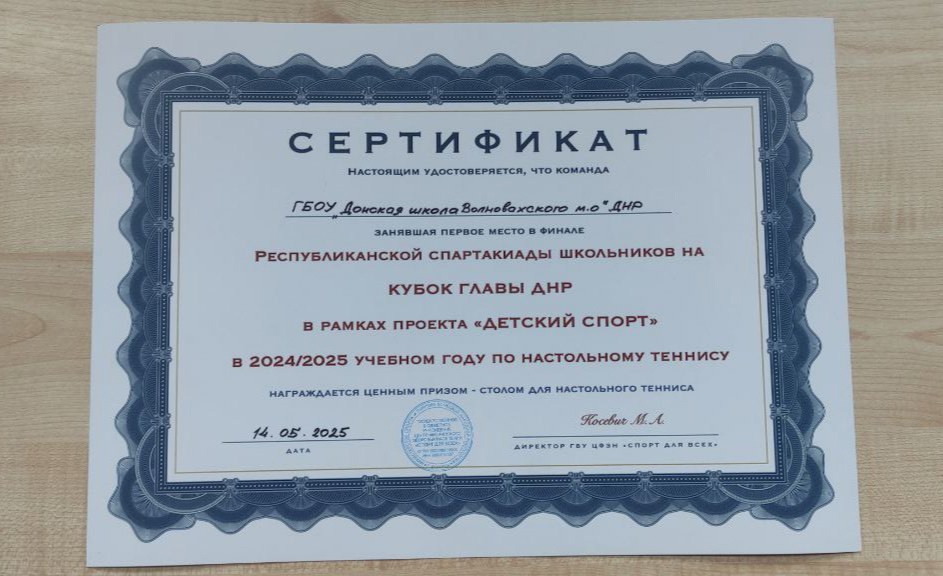 СЕРТИФИКАТ
Настоящим удостоверяется, что команда
ГБОУ „Донская школа Волновахского м.о" ДНР
занявшая первое место в финале
Республиканской спартакиады школьников на
КУБОК ГЛАВЫ ДНР
в рамках проекта «ДЕТСКИЙ СПОРТ»
в 2024/2025 учебном году по настольному теннису
награждается ценным призом - столом для настольного тенниса
Косевич М.А.
14.05.2025
дата
директор ГБУ ЦФЗН «Спорт для всех»